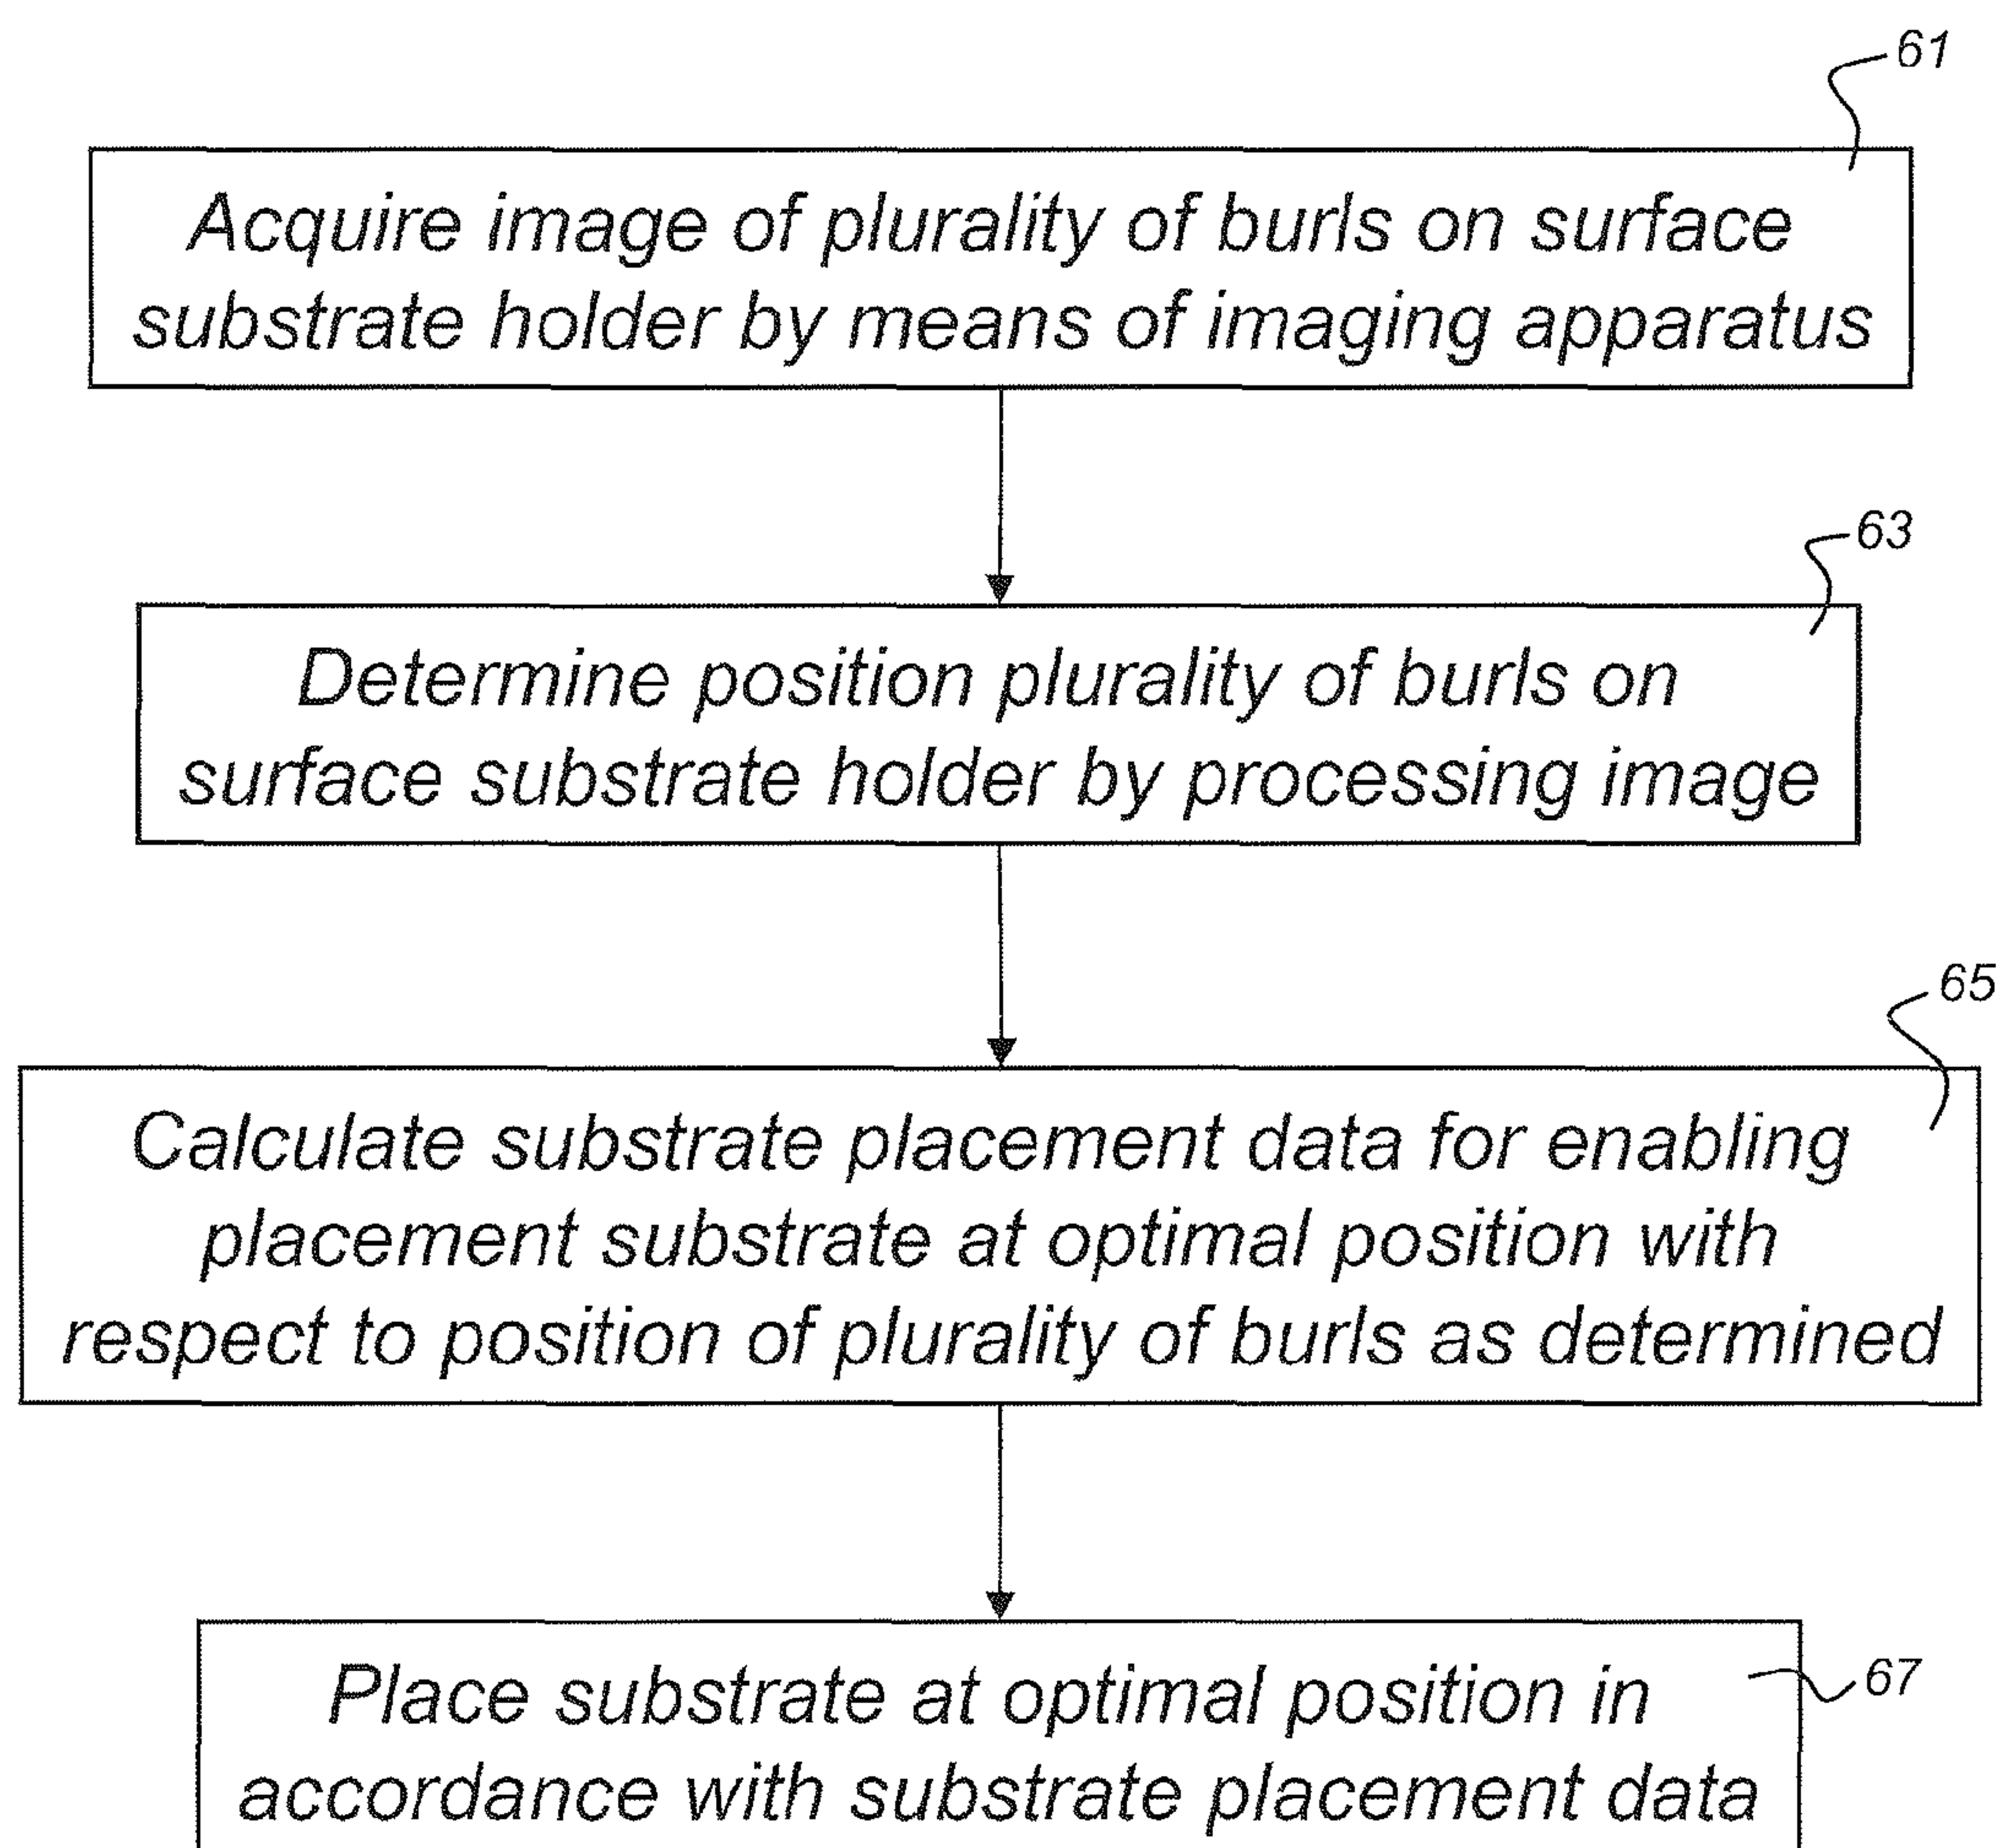 61
Acquire image of plurality of burls on surface
substrate holder by means of imaging apparatus
63
Determine position plurality of burls on
surface substrate holder by processing image
65
Calculate substrate placement data for enabling
placement substrate at optimal position with
respect to position of plurality of burls as determined
67
Place substrate at optimal position in
accordance with substrate placement data